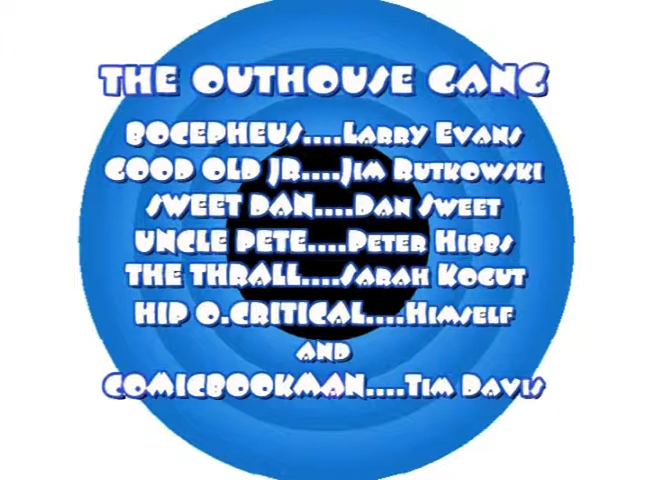 THE OUTHOUSE GANG
BOCEPHEUS....Larry Evans
GOOD OLD JR....Jim Rutkowski
SWEET DAN....Dan Sweet
UNCLE PETE....Peter Hibbs
THE THRALL....Sarah Kogut
HIP O.CRITICAL....Himself
AND
COMICBOOKMAN....Tim Davis